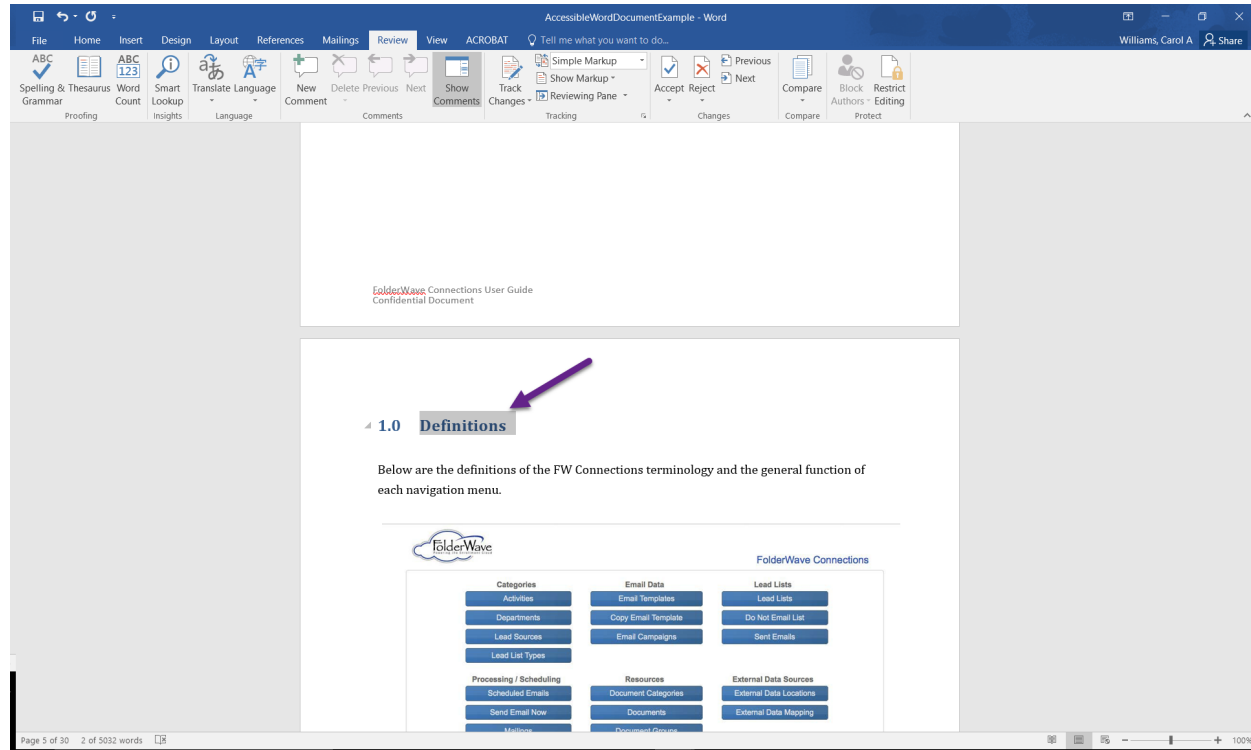 AccessibleWordDocumentExample - Word
File Home Insert Design Layout References Mailings Review View ACROBAT Tell me what you want to do... Williams, Carol A Share
ABC ABC 123 Simple Markup Previous
Spelling & Thesaurus Word Smart Translate Language New Delete Previous Next Show Track Show Markup Accept Reject Next Compare Block Restrict
Grammar Count Lookup Comment Comments Changes Reviewing Pane Authors Editing
Proofing Insights Language Comments Tracking Changes Compare Protect
FolderWave Connections User Guide
Confidential Document
1.0 Definitions
Below are the definitions of the FW Connections terminology and the general function of
each navigation menu.
FolderWave
FolderWave Connections
Categories Email Data Lead Lists
Activities Email Templates Lead Lists
Departments Copy Email Template Do Not Email List
Lead Sources Email Campaigns Sent Emails
Lead List Types
Processing / Scheduling Resources External Data Sources
Scheduled Emails Document Categories External Data Locations
Send Email Now Documents External Data Mapping
Mailings Document Groups
Page 5 of 30 2 of 5032 words 100%